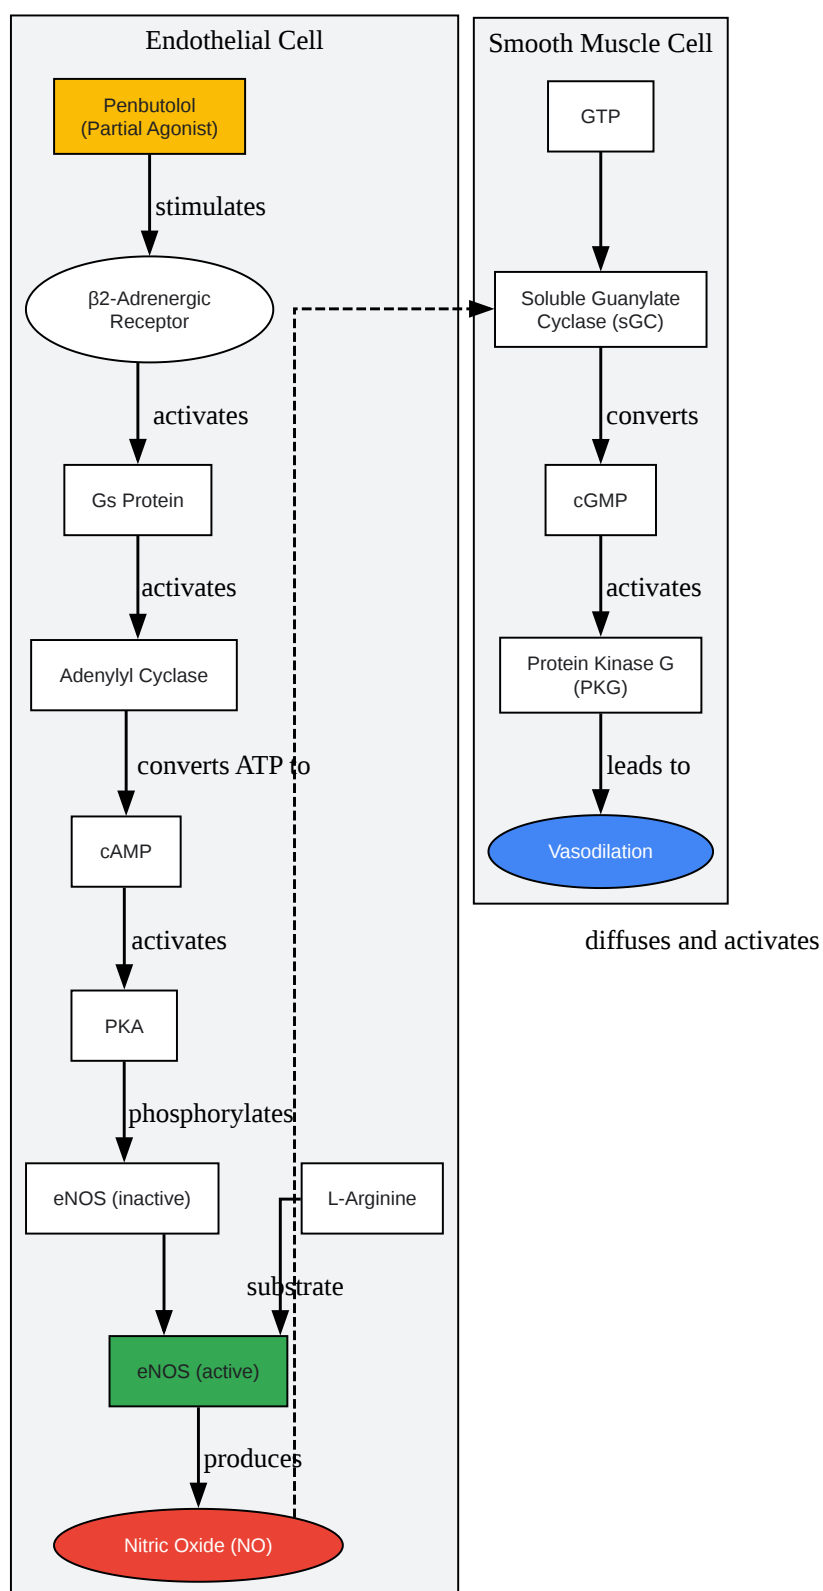 Endothelial Cell
Penbutolol
(Partial Agonist)
stimulates
β2-Adrenergic
Receptor
activates
Gs Protein
activates
Adenylyl Cyclase
converts ATP to
cAMP
activates
PKA
phosphorylates
eNOS (inactive)
L-Arginine
substrate
eNOS (active)
produces
Nitric Oxide (NO)
Smooth Muscle Cell
GTP
Soluble Guanylate
Cyclase (sGC)
converts
cGMP
activates
Protein Kinase G
(PKG)
leads to
Vasodilation
diffuses and activates